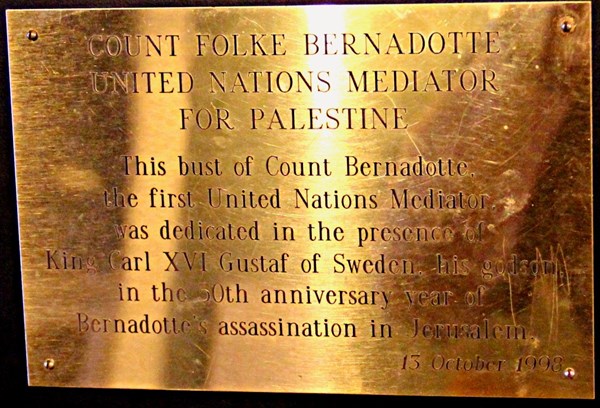 COUNT FOLKE BERNADOTTE
UNITED NATIONS MEDIATOR
FOR PALESTINE
This bust of Count Bernadotte,
the first United Nations Mediator
was dedicated in the presence of
King Carl XVI Gustaf of Sweden, his godson,
in the 50th anniversary year of
Bernadotte's assassination in Jerusalem.
13 October 1998